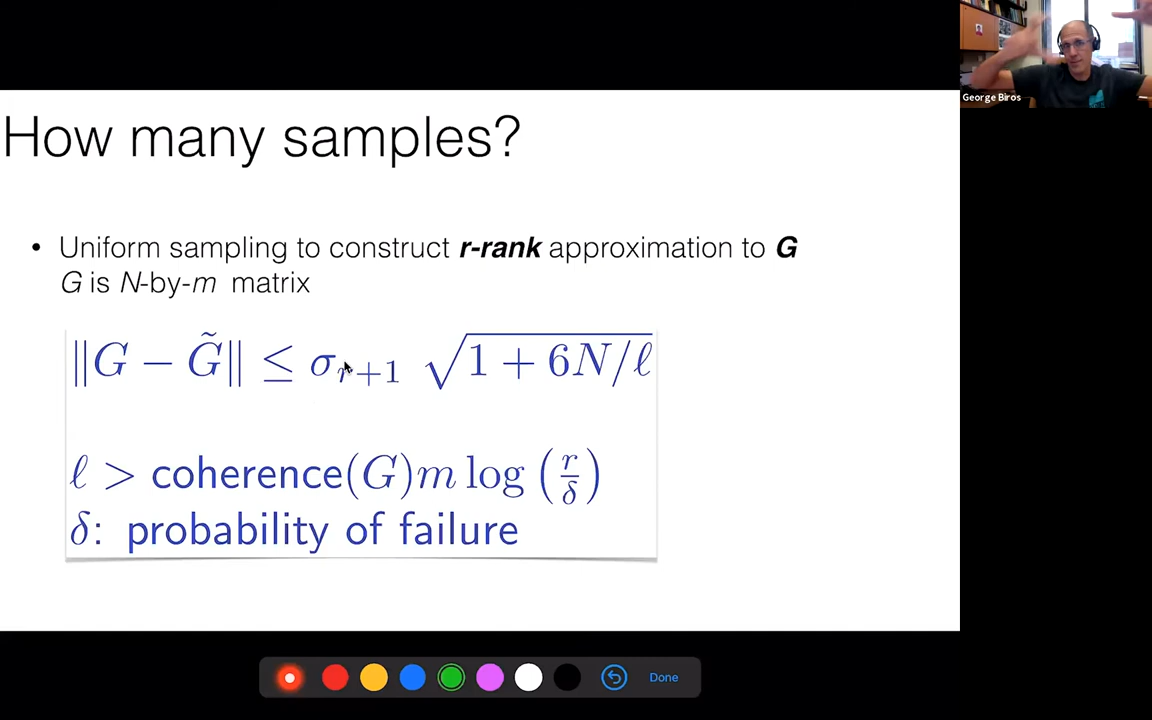 George Biros
How many samples?
• Uniform sampling to construct r-rank approximation to G
G is N-by-m matrix
‖G − G̃‖ ≤ σ_{r+1} √(1 + 6N/ℓ)
ℓ > coherence(G)m log (r/δ)
δ: probability of failure
Done